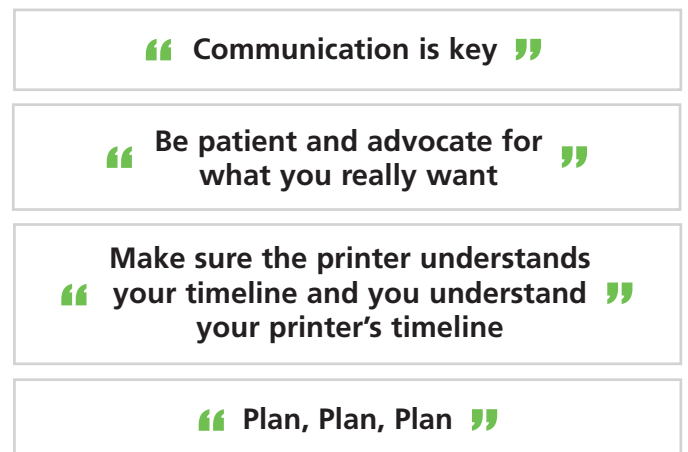 “ Communication is key ”
“ Be patient and advocate for
what you really want ”
“ Make sure the printer understands
your timeline and you understand
your printer’s timeline ”
“ Plan, Plan, Plan ”